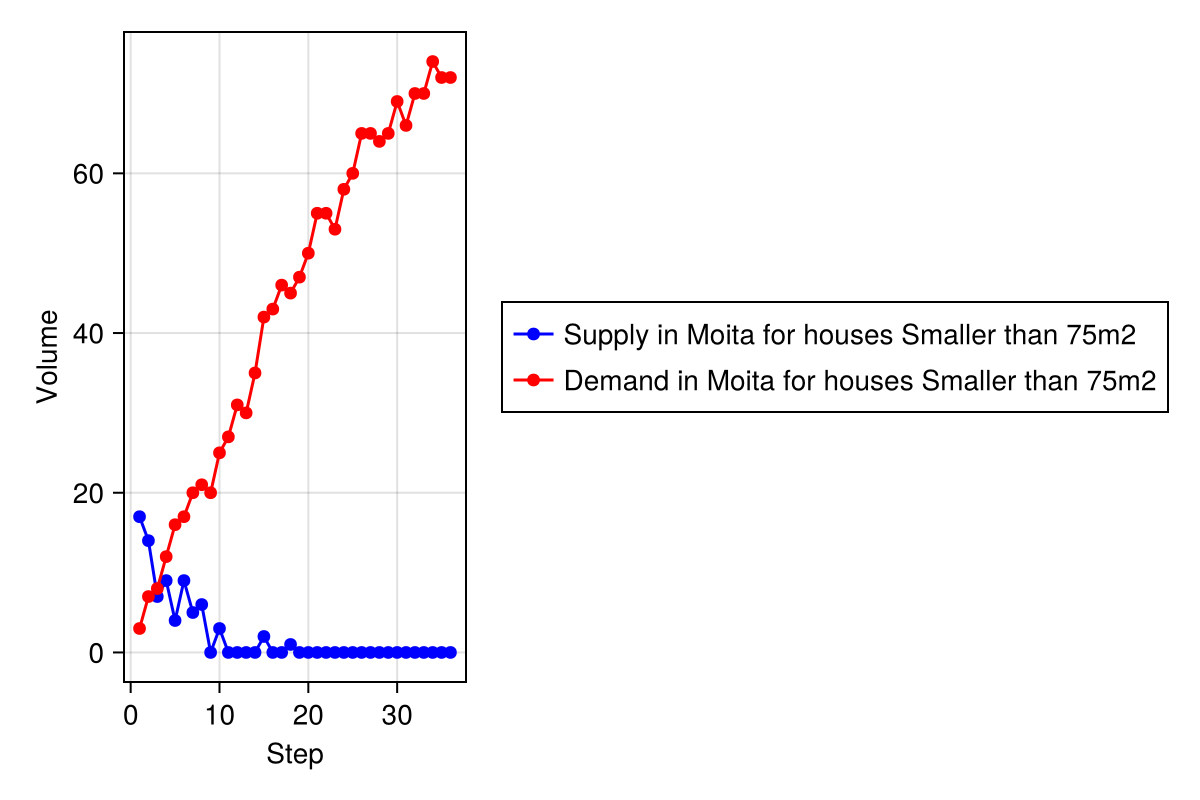 60
40
20
0
Volume
0 10 20 30
Step
Supply in Moita for houses Smaller than 75m2
Demand in Moita for houses Smaller than 75m2